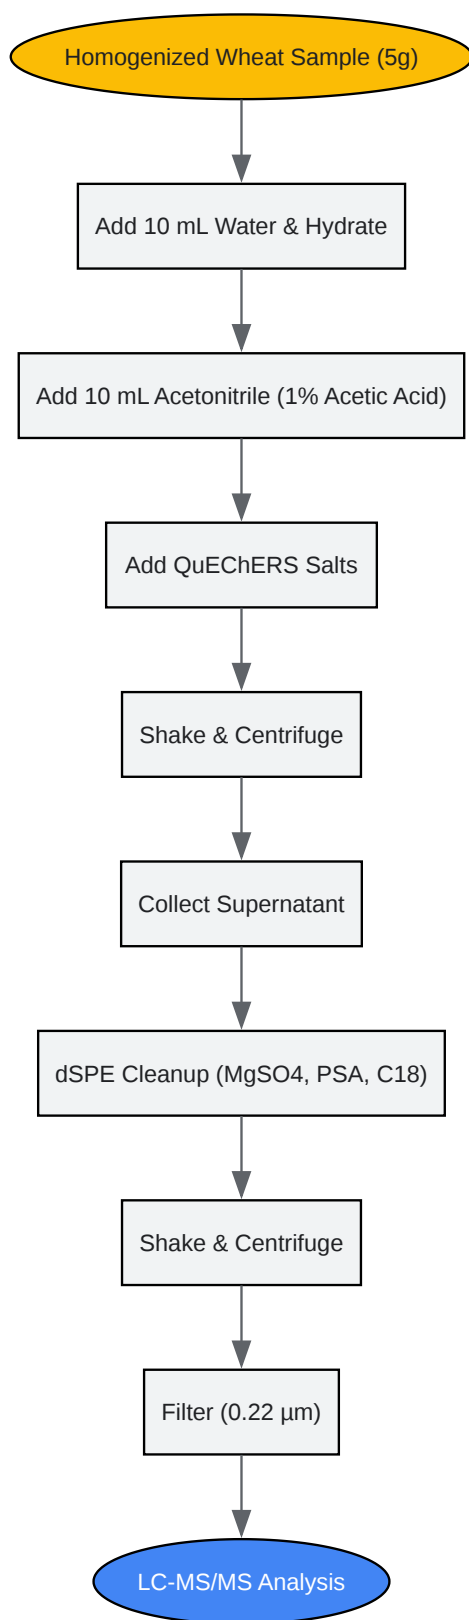 Homogenized Wheat Sample (5g)
Add 10 mL Water & Hydrate
Add 10 mL Acetonitrile (1% Acetic Acid)
Add QuEChERS Salts
Shake & Centrifuge
Collect Supernatant
dSPE Cleanup (MgSO4, PSA, C18)
Shake & Centrifuge
Filter (0.22 µm)
LC-MS/MS Analysis